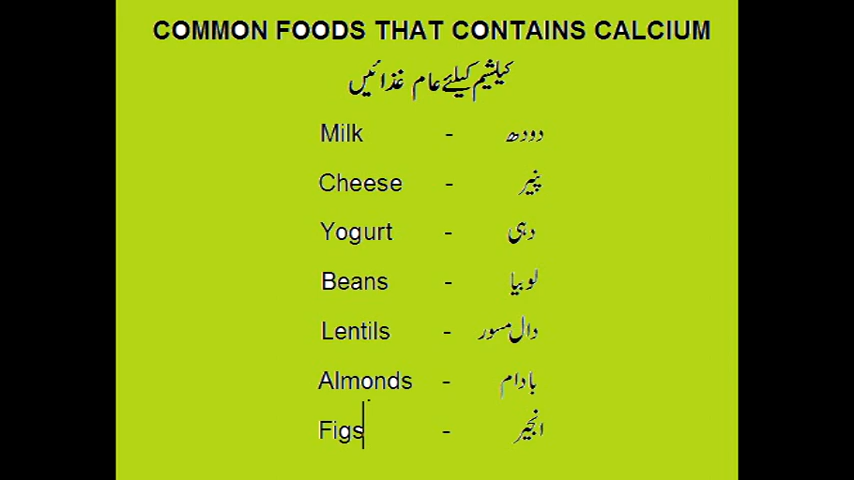 COMMON FOODS THAT CONTAINS CALCIUM
کیلشیم کیلئے عام غذائیں
Milk - دودھ
Cheese - پنیر
Yogurt - دہی
Beans - لوبیا
Lentils - دال مسور
Almonds - بادام
Figs - انجیر